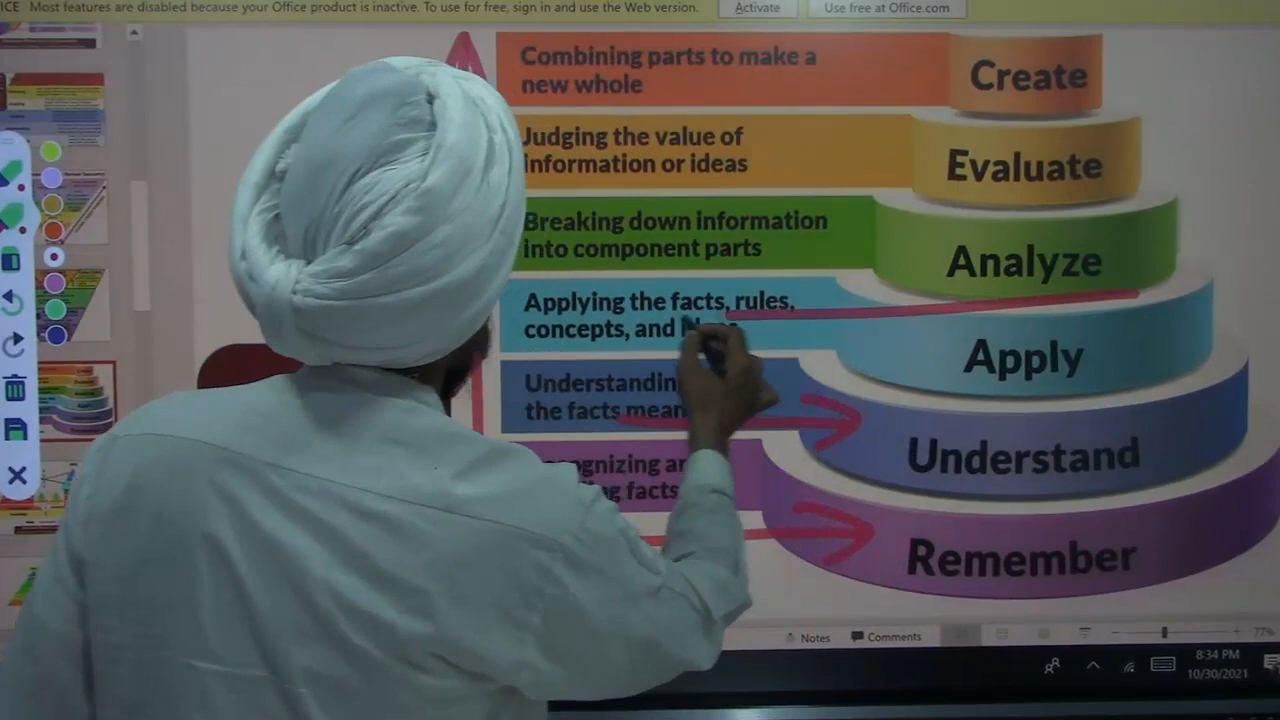 ICE Most features are disabled because your Office product is inactive. To use for free, sign in and use the Web version. Activate Use free at Office.com
Combining parts to make a
new whole
Create
Judging the value of
information or ideas
Evaluate
Breaking down information
into component parts
Analyze
Applying the facts, rules,
concepts, and
Apply
the facts mean
Understand
facts
Remember
Notes Comments 77%
8:34 PM
10/30/2021